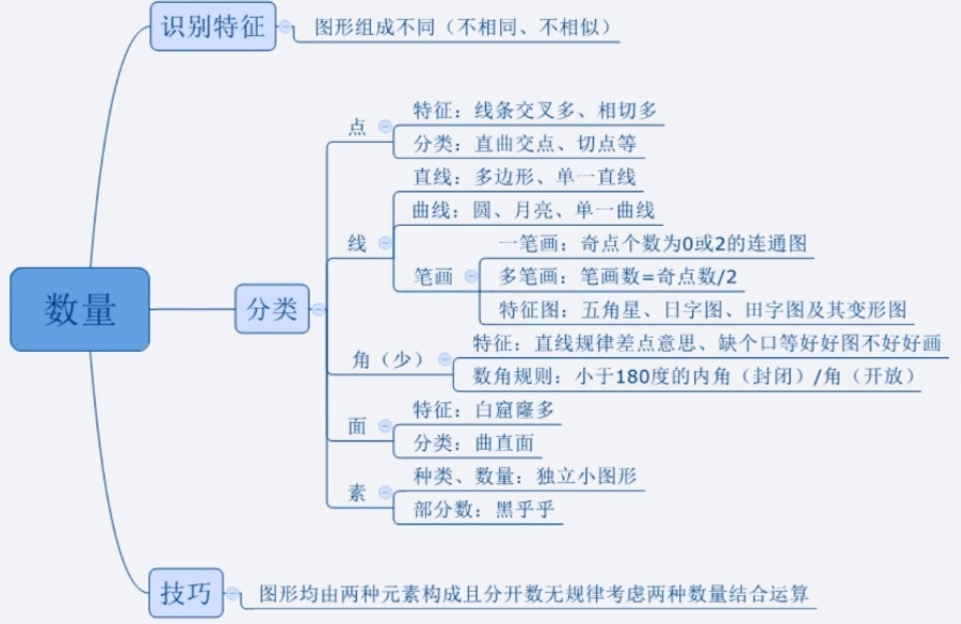 识别特征
图形组成不同（不相同、不相似）
数量
分类
点
特征：线条交叉多、相切多
分类：直曲交点、切点等
线
直线：多边形、单一直线
曲线：圆、月亮、单一曲线
笔画
一笔画：奇点个数为0或2的连通图
多笔画：笔画数=奇点数/2
特征图：五角星、日字图、田字图及其变形图
角（少）
特征：直线规律差点意思、缺个口等好好图不好好画
数角规则：小于180度的内角（封闭）/角（开放）
面
特征：白窟窿多
分类：曲直面
素
种类、数量：独立小图形
部分数：黑乎乎
技巧
图形均由两种元素构成且分开数无规律考虑两种数量结合运算